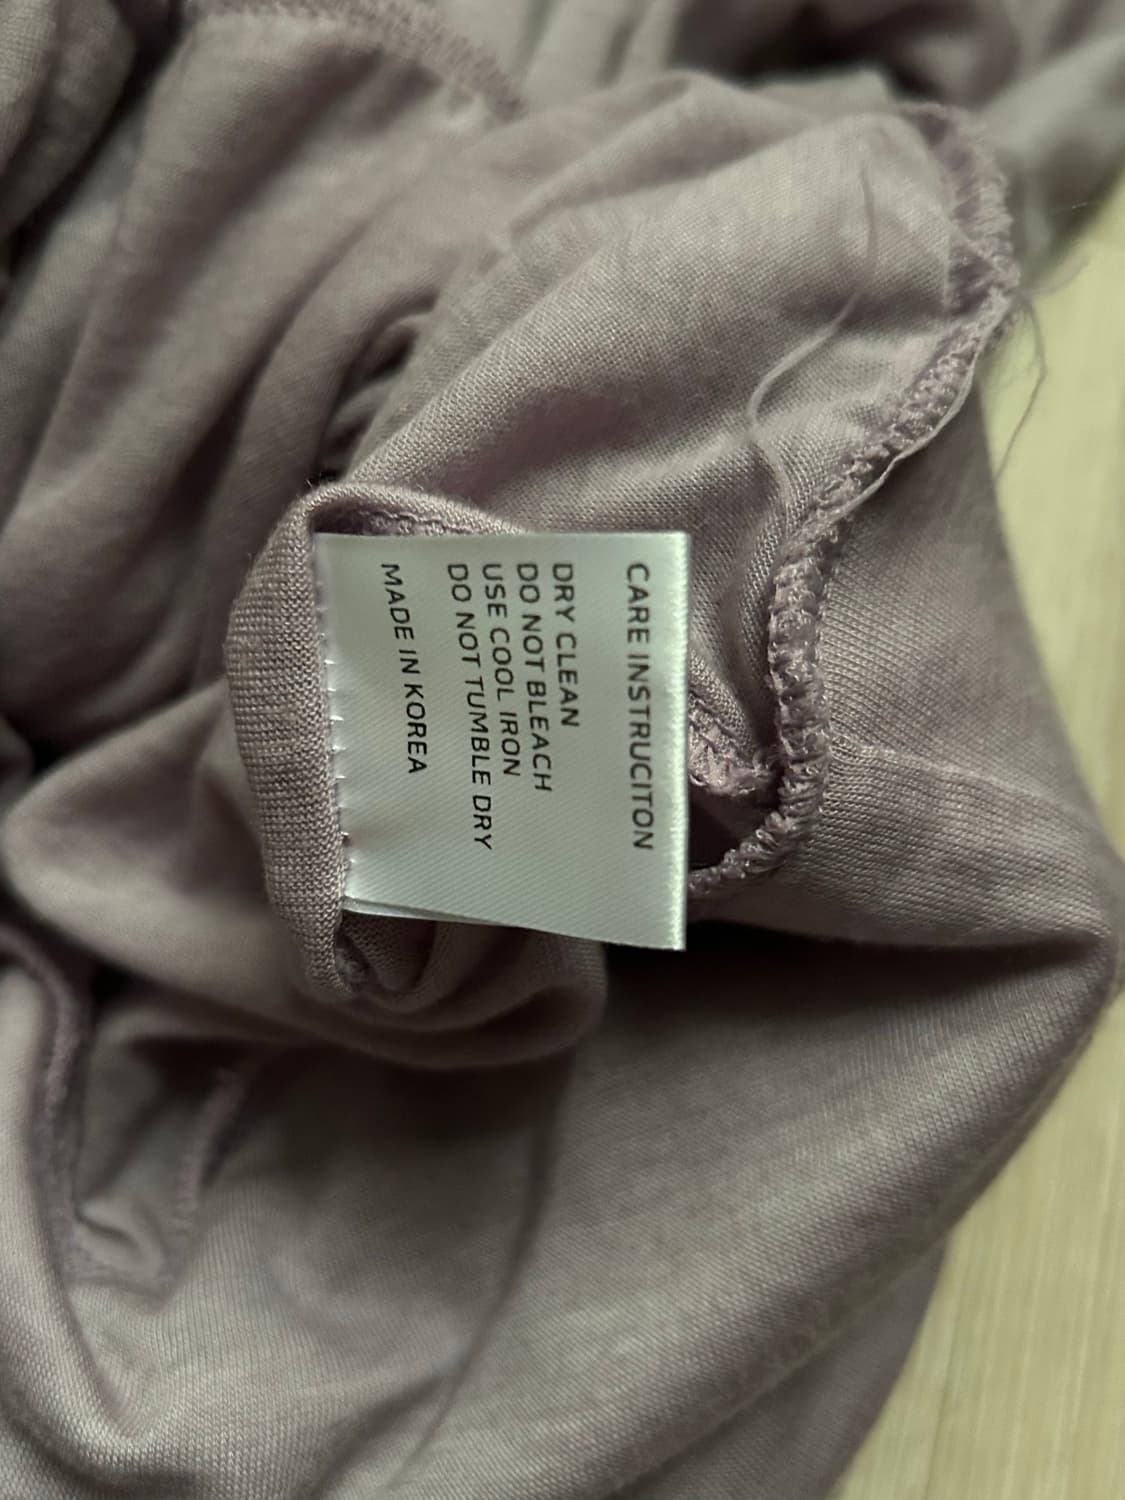 CARE INSTRUCITON
DRY CLEAN
DO NOT BLEACH
USE COOL IRON
DO NOT TUMBLE DRY
MADE IN KOREA